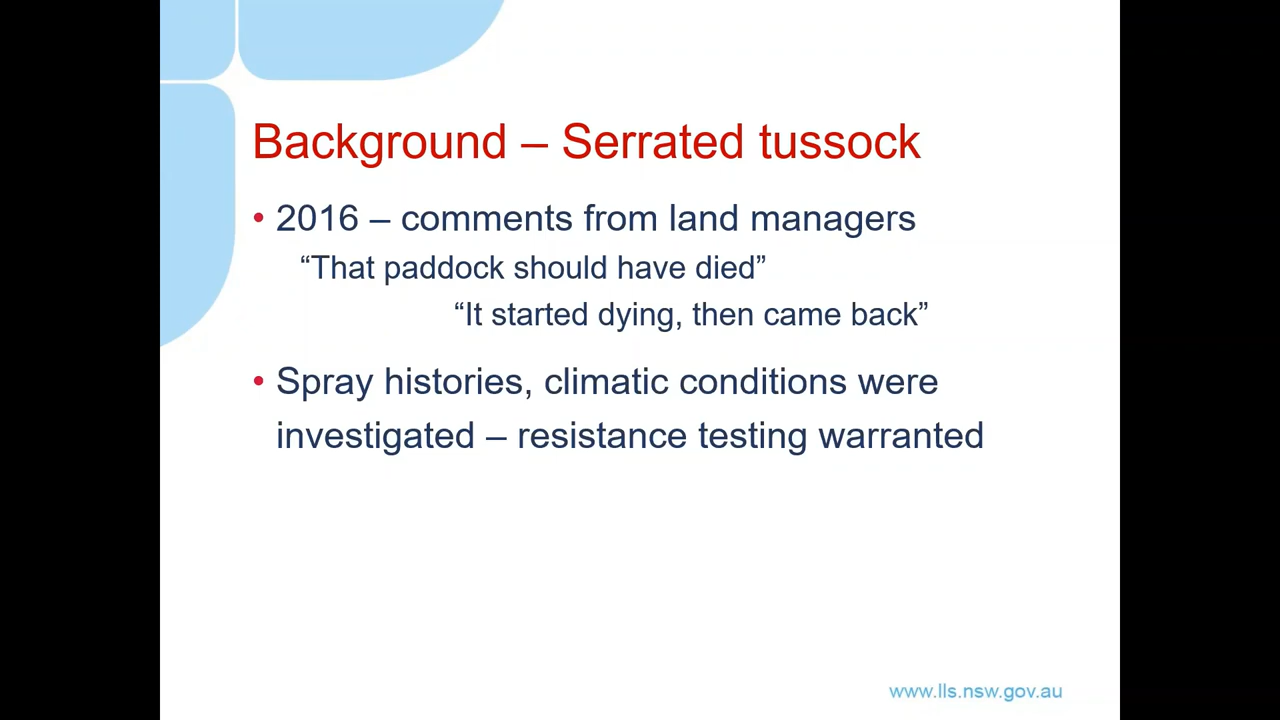 Background – Serrated tussock
• 2016 – comments from land managers
“That paddock should have died”
“It started dying, then came back”
• Spray histories, climatic conditions were
investigated – resistance testing warranted
www.lls.nsw.gov.au